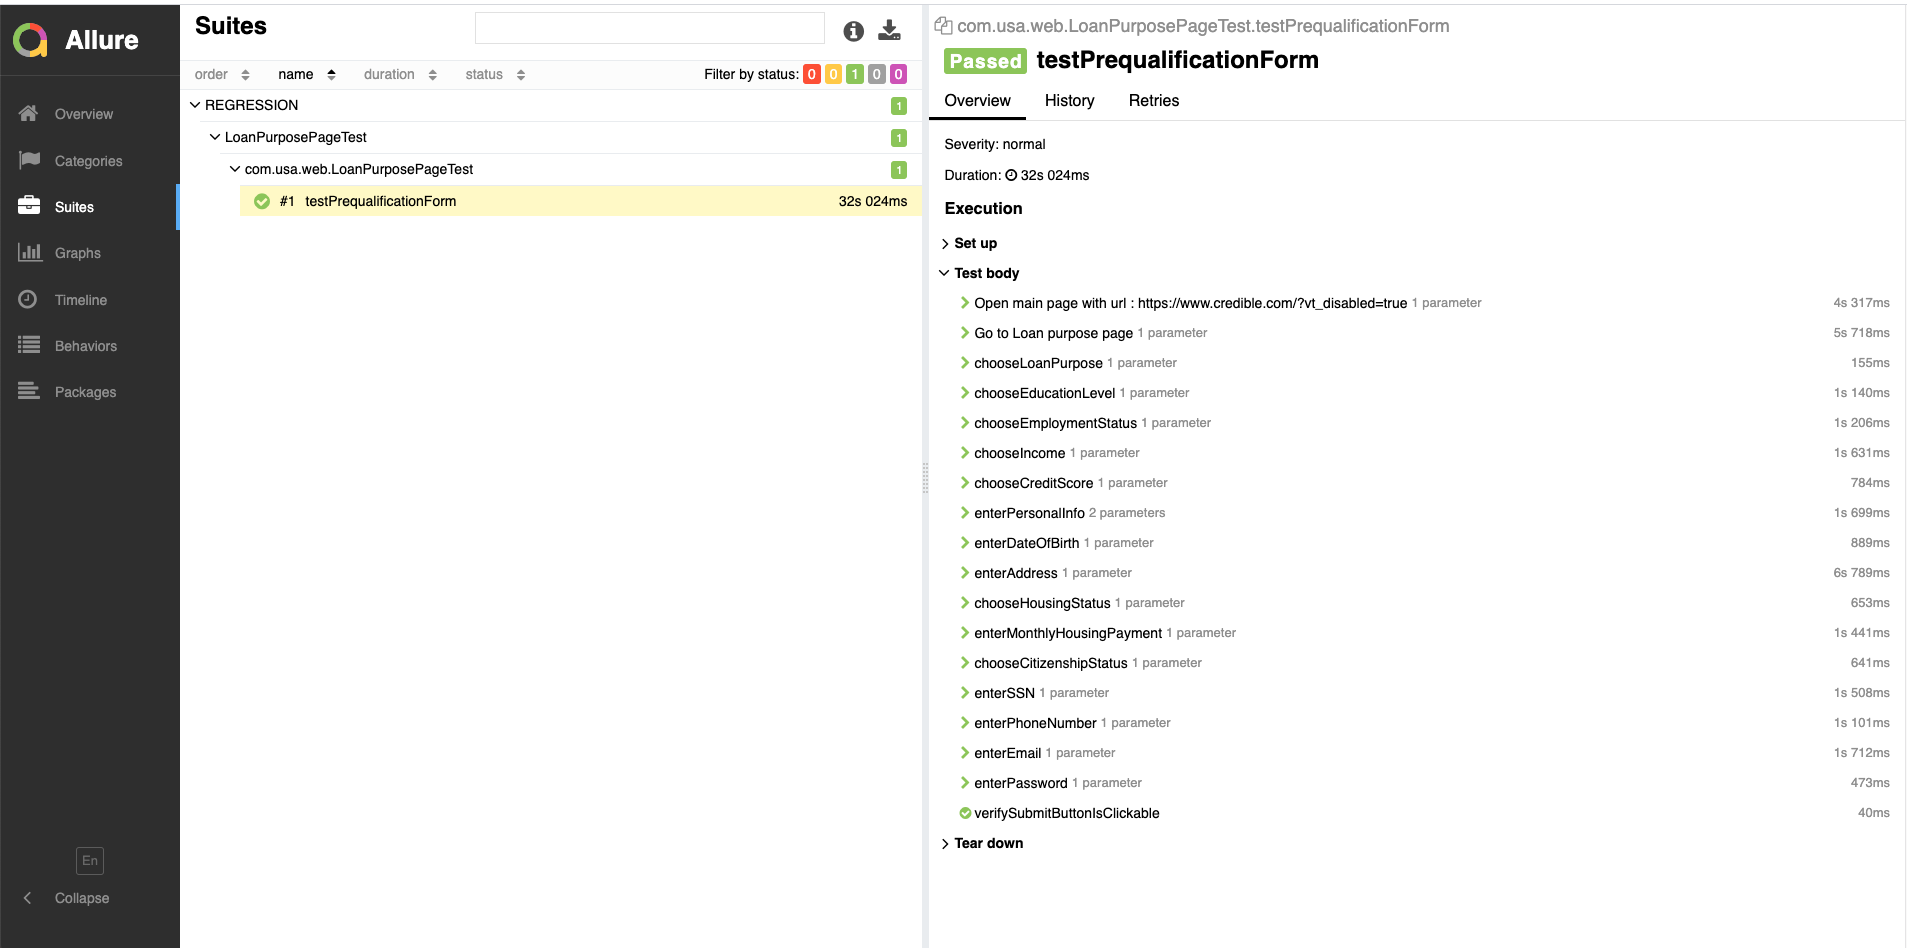 Allure
Overview
Categories
Suites
Graphs
Timeline
Behaviors
Packages
En
Collapse
Suites
order name duration status Filter by status: 0 0 1 0 0
REGRESSION 1
LoanPurposePageTest 1
com.usa.web.LoanPurposePageTest 1
#1 testPrequalificationForm 32s 024ms
com.usa.web.LoanPurposePageTest.testPrequalificationForm
Passed testPrequalificationForm
Overview History Retries
Severity: normal
Duration: 32s 024ms
Execution
Set up
Test body
Open main page with url : https://www.credible.com/?vt_disabled=true 1 parameter 4s 317ms
Go to Loan purpose page 1 parameter 5s 718ms
chooseLoanPurpose 1 parameter 155ms
chooseEducationLevel 1 parameter 1s 140ms
chooseEmploymentStatus 1 parameter 1s 206ms
chooseIncome 1 parameter 1s 631ms
chooseCreditScore 1 parameter 784ms
enterPersonalInfo 2 parameters 1s 699ms
enterDateOfBirth 1 parameter 889ms
enterAddress 1 parameter 6s 789ms
chooseHousingStatus 1 parameter 653ms
enterMonthlyHousingPayment 1 parameter 1s 441ms
chooseCitizenshipStatus 1 parameter 641ms
enterSSN 1 parameter 1s 508ms
enterPhoneNumber 1 parameter 1s 101ms
enterEmail 1 parameter 1s 712ms
enterPassword 1 parameter 473ms
verifySubmitButtonIsClickable 40ms
Tear down